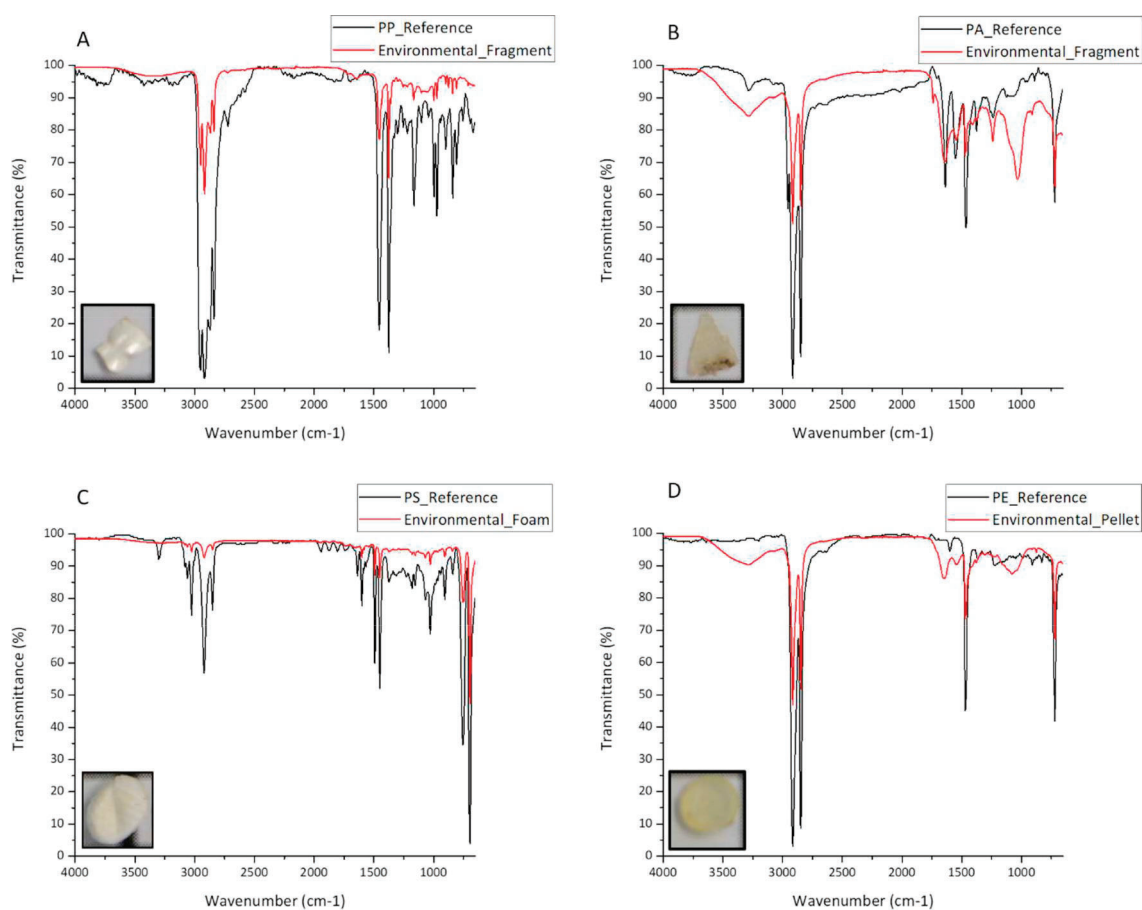 A
PP_Reference
Environmental_Fragment
100
90
80
70
60
50
40
30
20
10
0
Transmittance (%)
4000 3500 3000 2500 2000 1500 1000
Wavenumber (cm-1)
B
PA_Reference
Environmental_Fragment
100
90
80
70
60
50
40
30
20
10
0
Transmittance (%)
4000 3500 3000 2500 2000 1500 1000
Wavenumber (cm-1)
C
PS_Reference
Environmental_Foam
100
90
80
70
60
50
40
30
20
10
0
Transmittance (%)
4000 3500 3000 2500 2000 1500 1000
Wavenumber (cm-1)
D
PE_Reference
Environmental_Pellet
100
90
80
70
60
50
40
30
20
10
0
Transmittance (%)
4000 3500 3000 2500 2000 1500 1000
Wavenumber (cm-1)